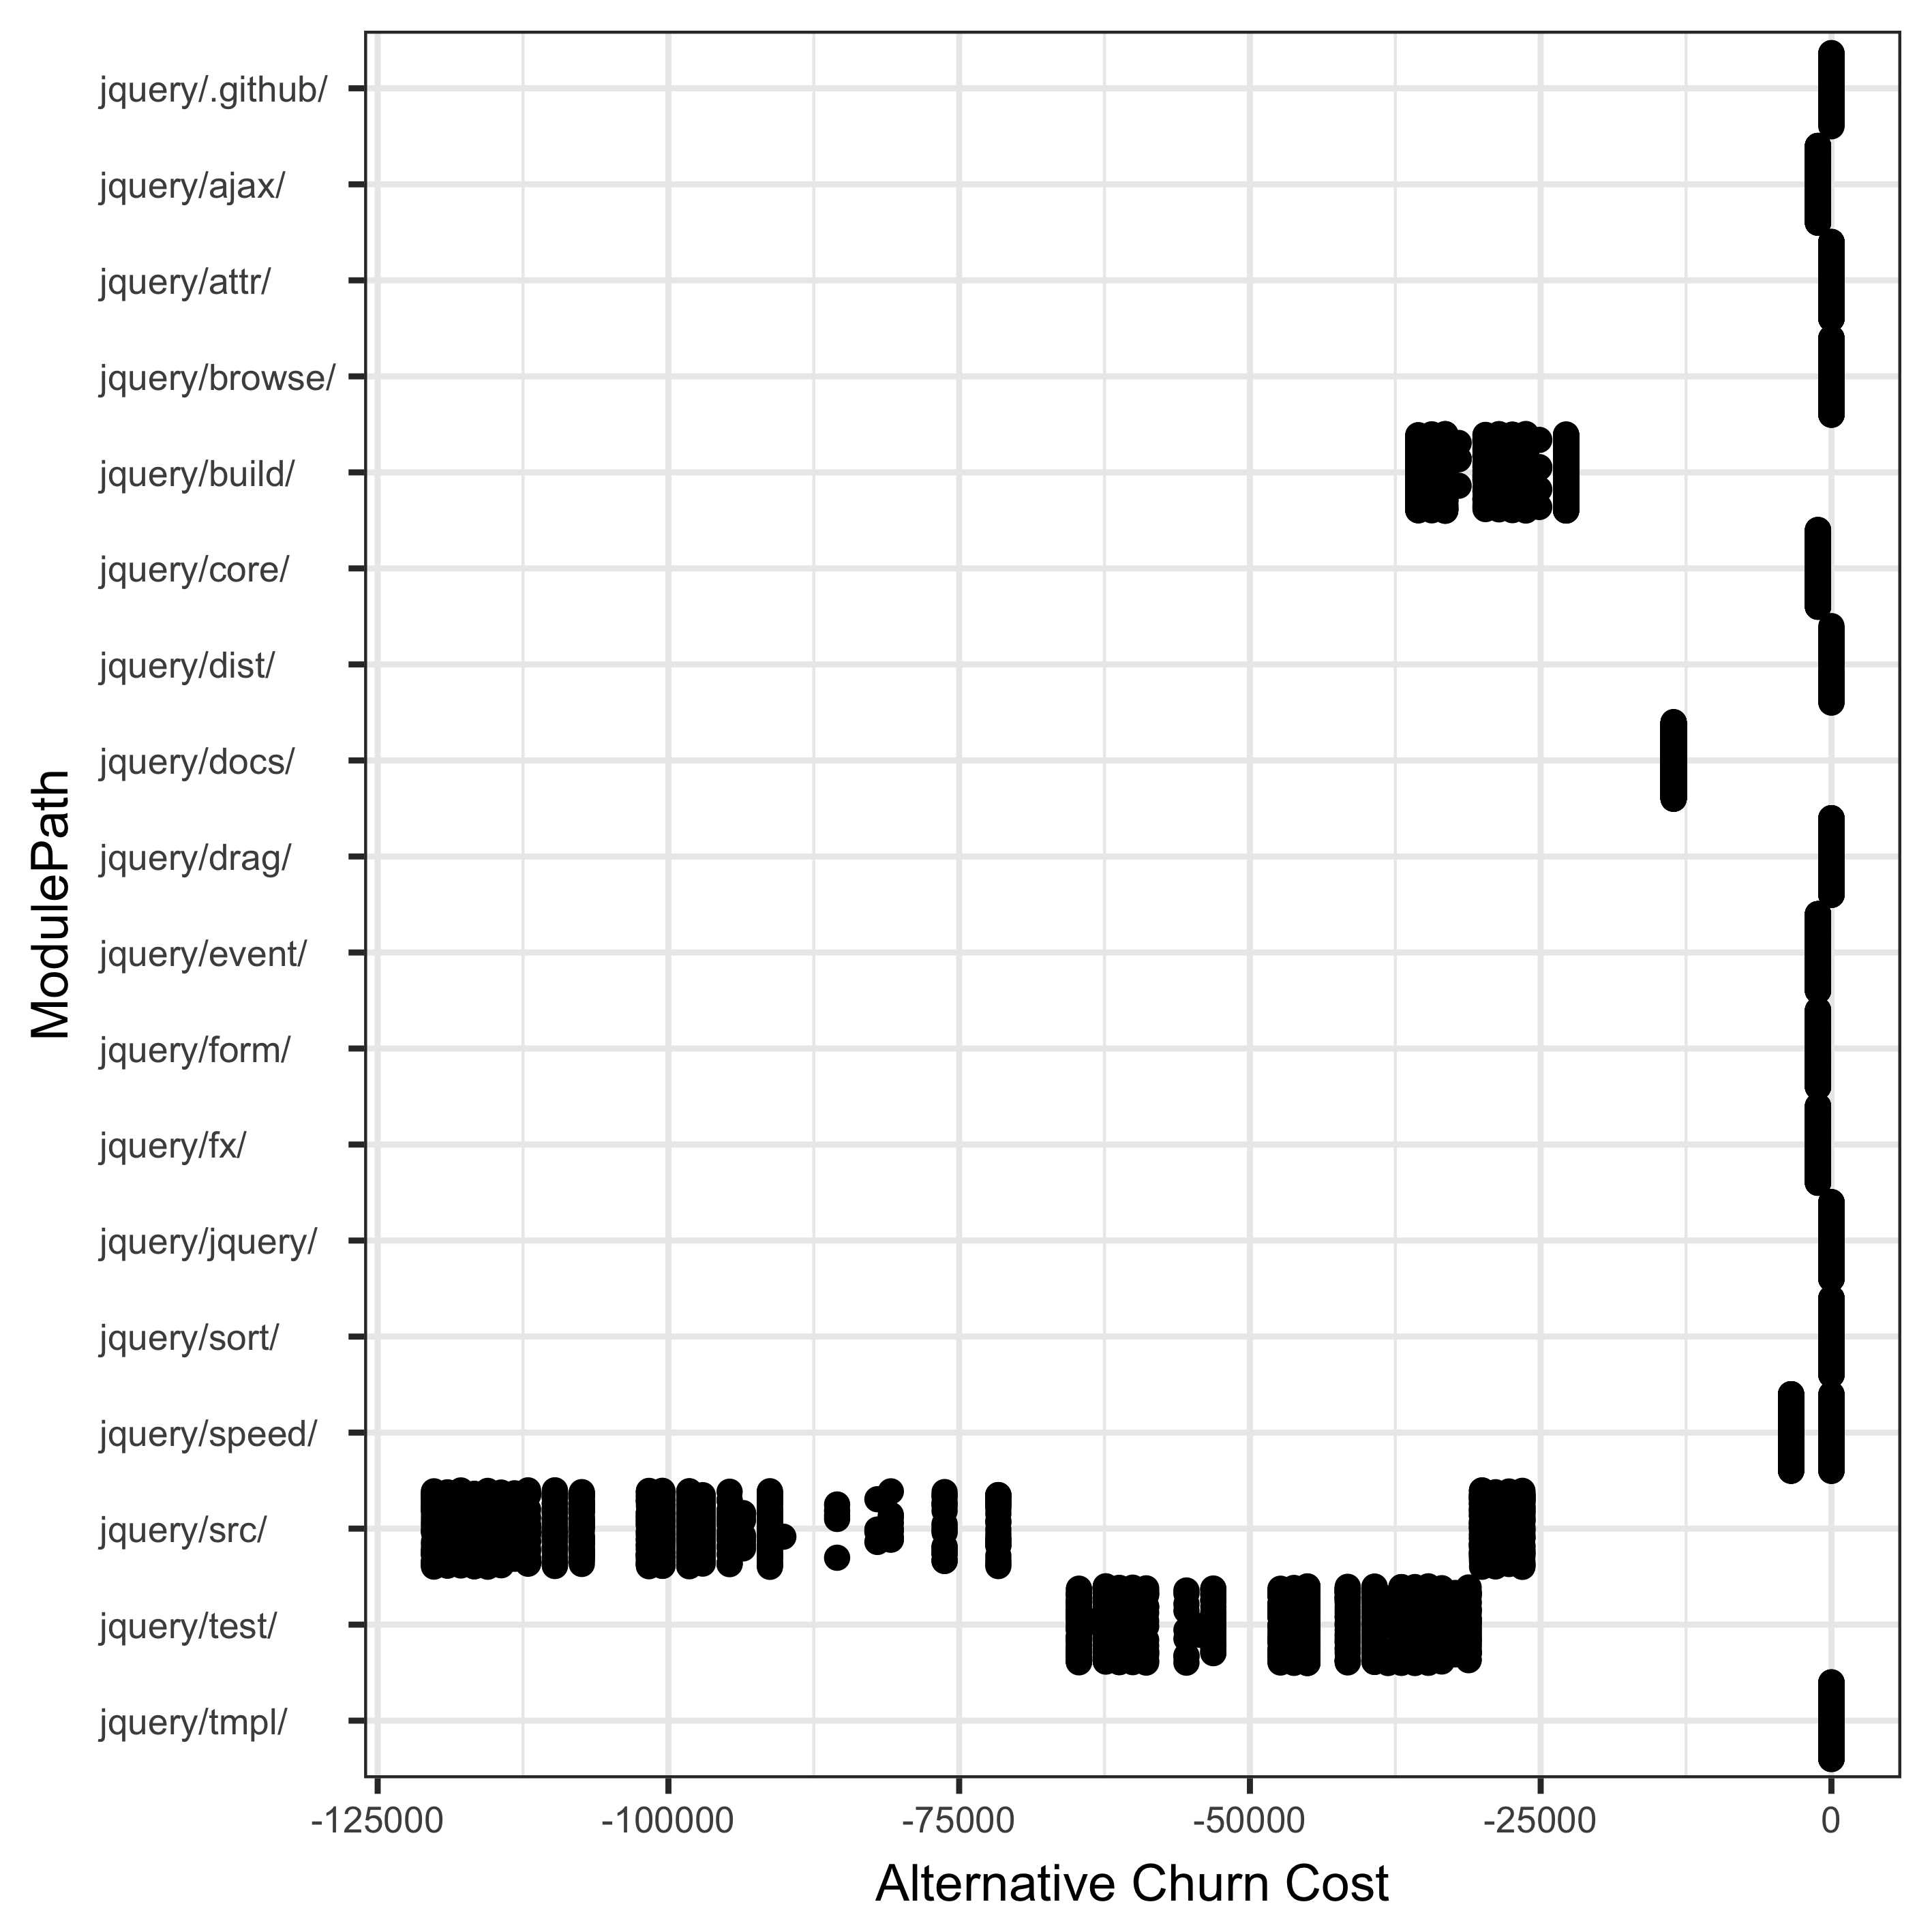 ModulePath
jquery/.github/
jquery/ajax/
jquery/attr/
jquery/browse/
jquery/build/
jquery/core/
jquery/dist/
jquery/docs/
jquery/drag/
jquery/event/
jquery/form/
jquery/fx/
jquery/jquery/
jquery/sort/
jquery/speed/
jquery/src/
jquery/test/
jquery/tmpl/
-125000 -100000 -75000 -50000 -25000 0
Alternative Churn Cost